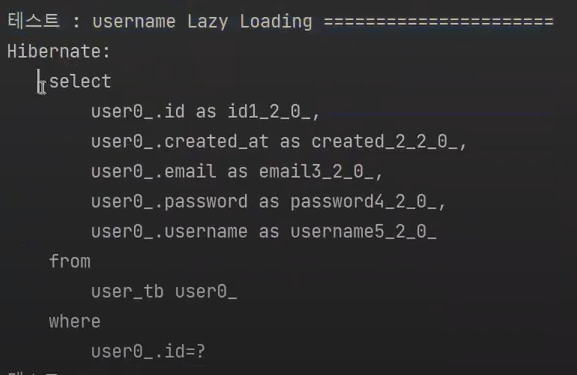 테스트 : username Lazy Loading ======================
Hibernate:
select
user0_.id as id1_2_0_,
user0_.created_at as created_2_2_0_,
user0_.email as email3_2_0_,
user0_.password as password4_2_0_,
user0_.username as username5_2_0_
from
user_tb user0_
where
user0_.id=?